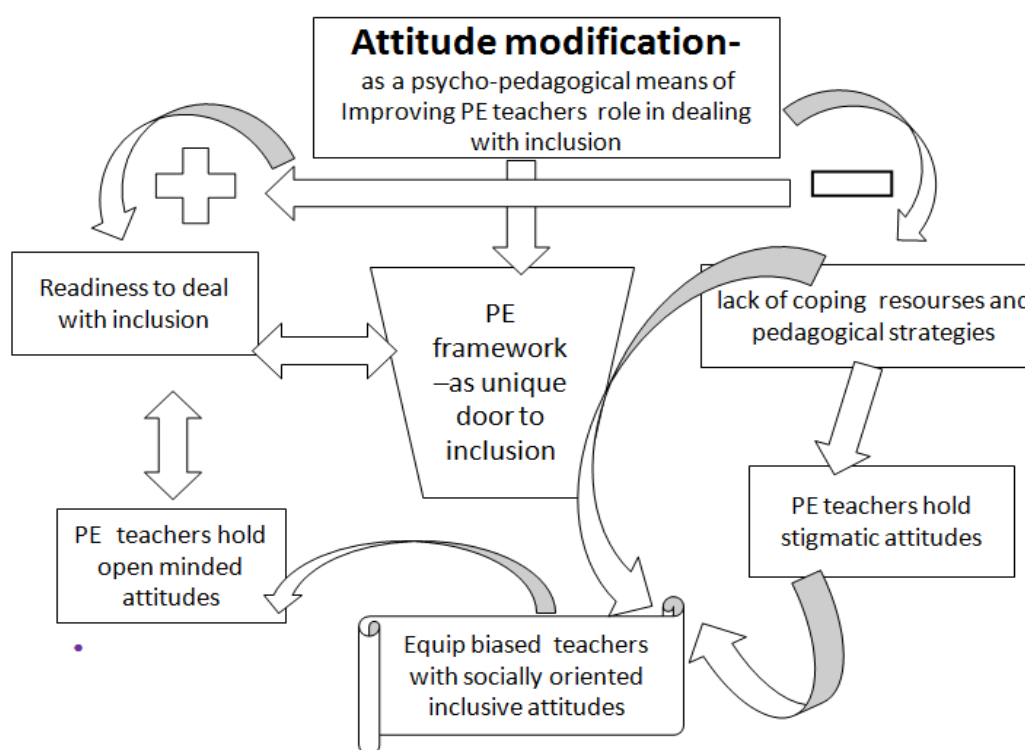 Attitude modification-
as a psycho-pedagogical means of
Improving PE teachers role in dealing
with inclusion
Readiness to deal
with inclusion
PE
framework
–as unique
door to
inclusion
lack of coping resourses and
pedagogical strategies
PE teachers hold
open minded
attitudes
PE teachers hold
stigmatic attitudes
Equip biased teachers
with socially oriented
inclusive attitudes